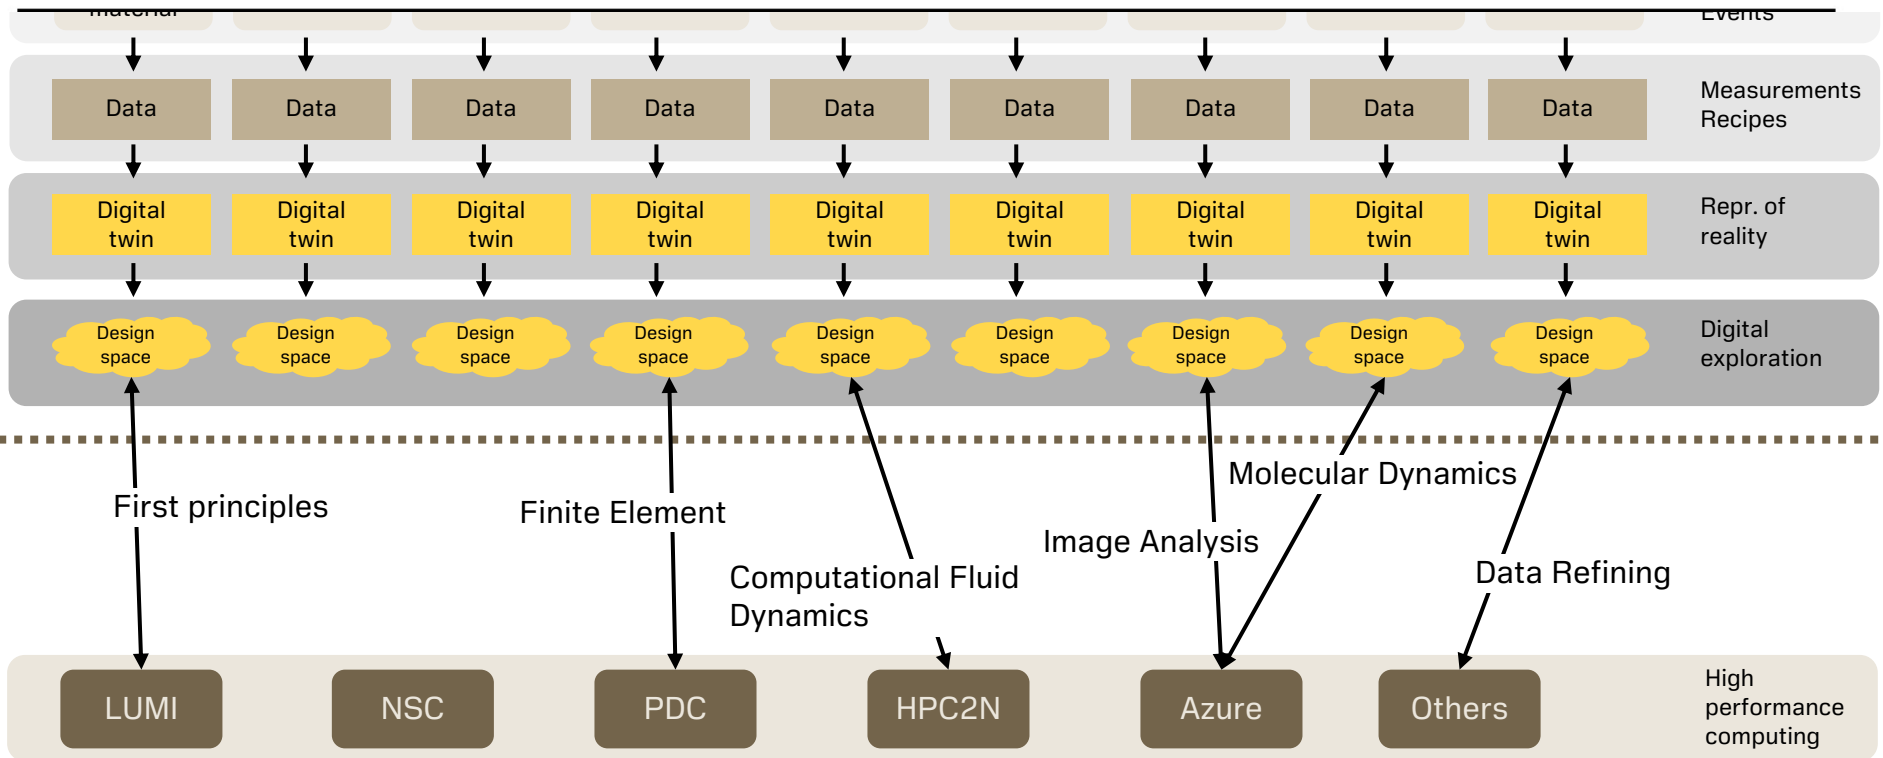 material
Events
Data Data Data Data Data Data Data Data Data
Measurements
Recipes
Digital Digital Digital Digital Digital Digital Digital Digital Digital
twin twin twin twin twin twin twin twin twin
Repr. of
reality
Design Design Design Design Design Design Design Design Design
space space space space space space space space space
Digital
exploration
First principles
Finite Element
Computational Fluid
Dynamics
Image Analysis
Molecular Dynamics
Data Refining
LUMI NSC PDC HPC2N Azure Others
High
performance
computing